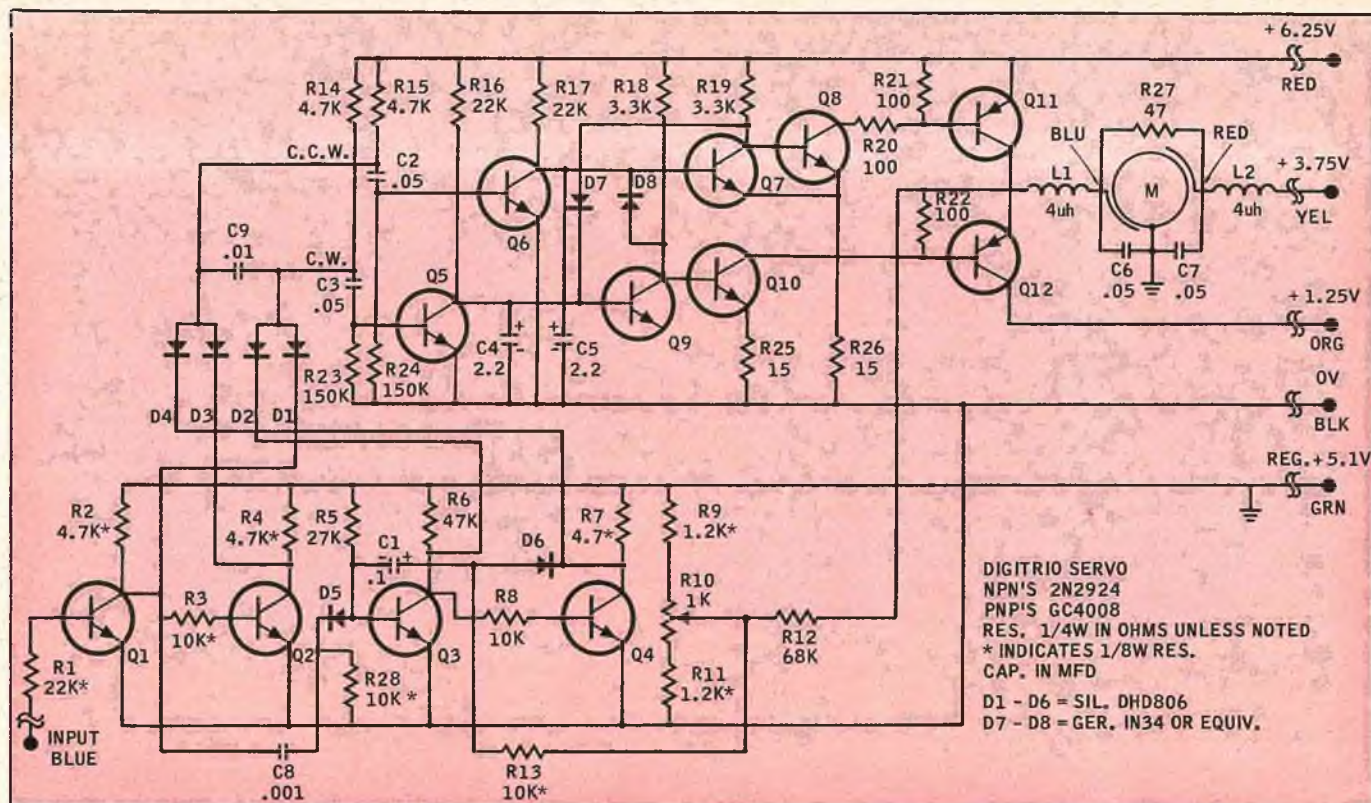 +6.25V
RED
R14
4.7K
R15
4.7K
R16
22K
R17
22K
R18
3.3K
R19
3.3K
Q8
R21
100
Q11
R27
47
BLU
RED
C.C.W.
C2
.05
R20
100
+3.75V
YEL
D7
D8
Q7
L1
4uh
M
L2
4uh
C9
.01
Q6
R22
100
C.W.
C3
.05
Q5
Q10
Q12
C6
.05
C7
.05
Q9
+1.25V
ORG
C4
2.2
+
-
C5
2.2
+
-
R25
15
R26
15
R23
150K
R24
150K
0V
BLK
D4
D3
D2
D1
REG.+5.1V
GRN
R2
4.7K*
R4
4.7K*
R5
27K
R6
47K
R7
4.7*
R9
1.2K*
C1
.1
-
+
D6
R10
1K
D5
R3
10K*
R8
10K
R12
68K
Q1
Q2
Q3
Q4
R1
22K*
R28
10K*
R11
1.2K*
INPUT
BLUE
C8
.001
R13
10K*
DIGITRIO SERVO
NPN'S 2N2924
PNP'S GC4008
RES. 1/4W IN OHMS UNLESS NOTED
* INDICATES 1/8W RES.
CAP. IN MFD
D1 - D6 = SIL. DHD806
D7 - D8 = GER. IN34 OR EQUIV.